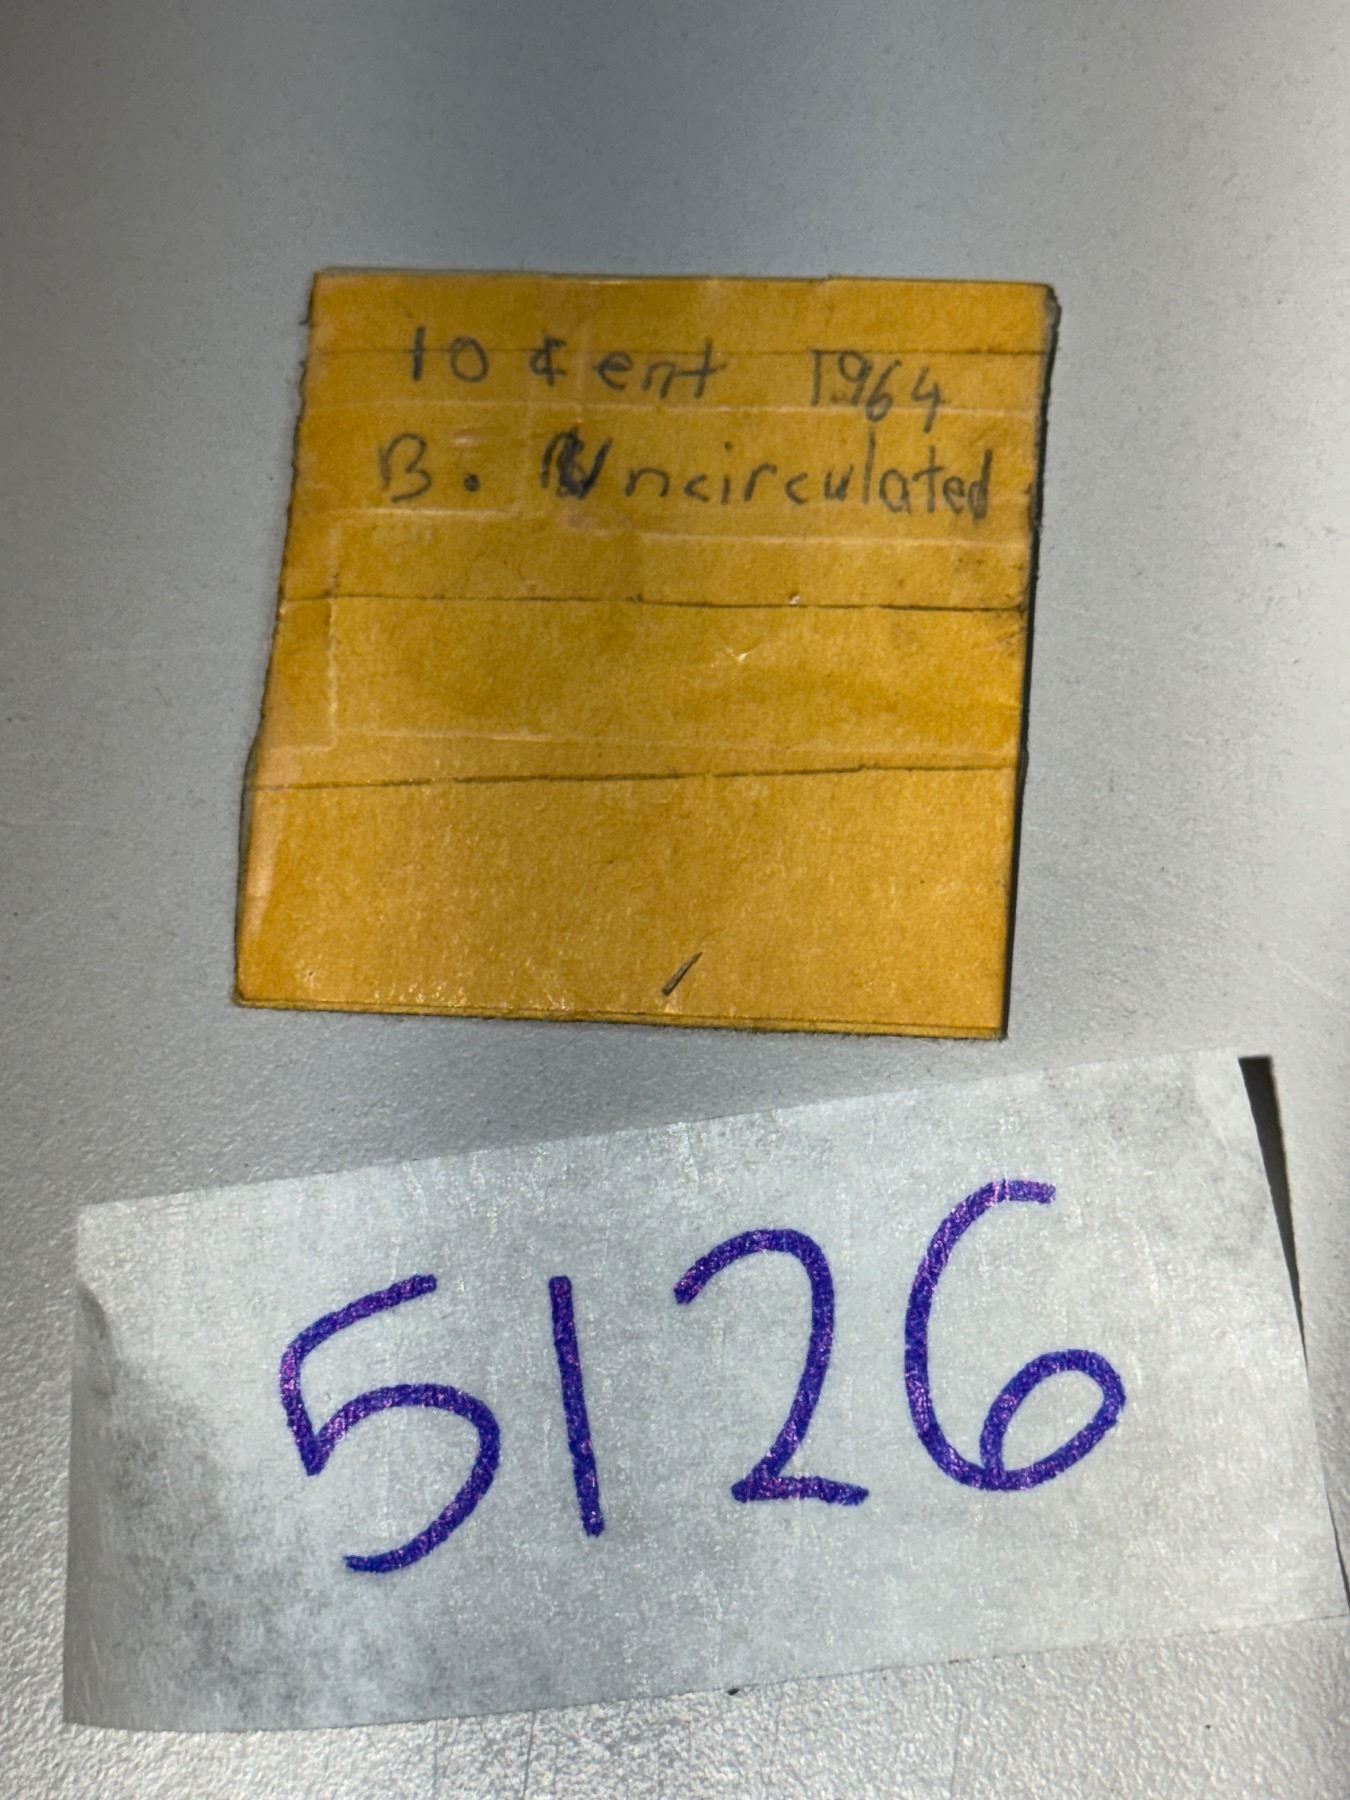 10 ¢ent 1964
B. Uncirculated
5126